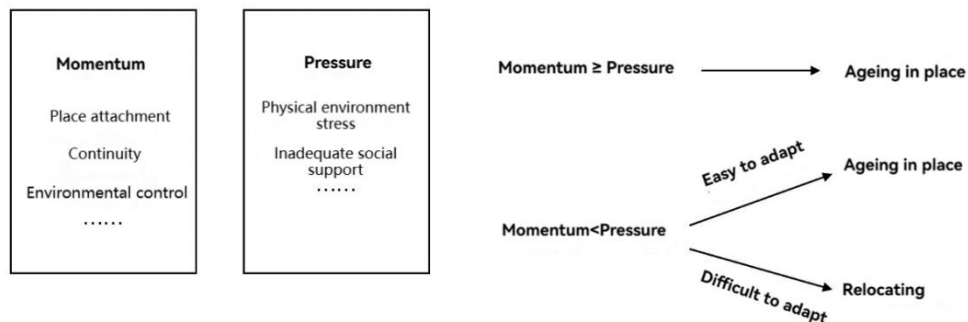 Momentum
Place attachment
Continuity
Environmental control
······
Pressure
Physical environment
stress
Inadequate social
support
······
Momentum ≥ Pressure
Ageing in place
Easy to adapt
Ageing in place
Momentum<Pressure
Difficult to adapt
Relocating